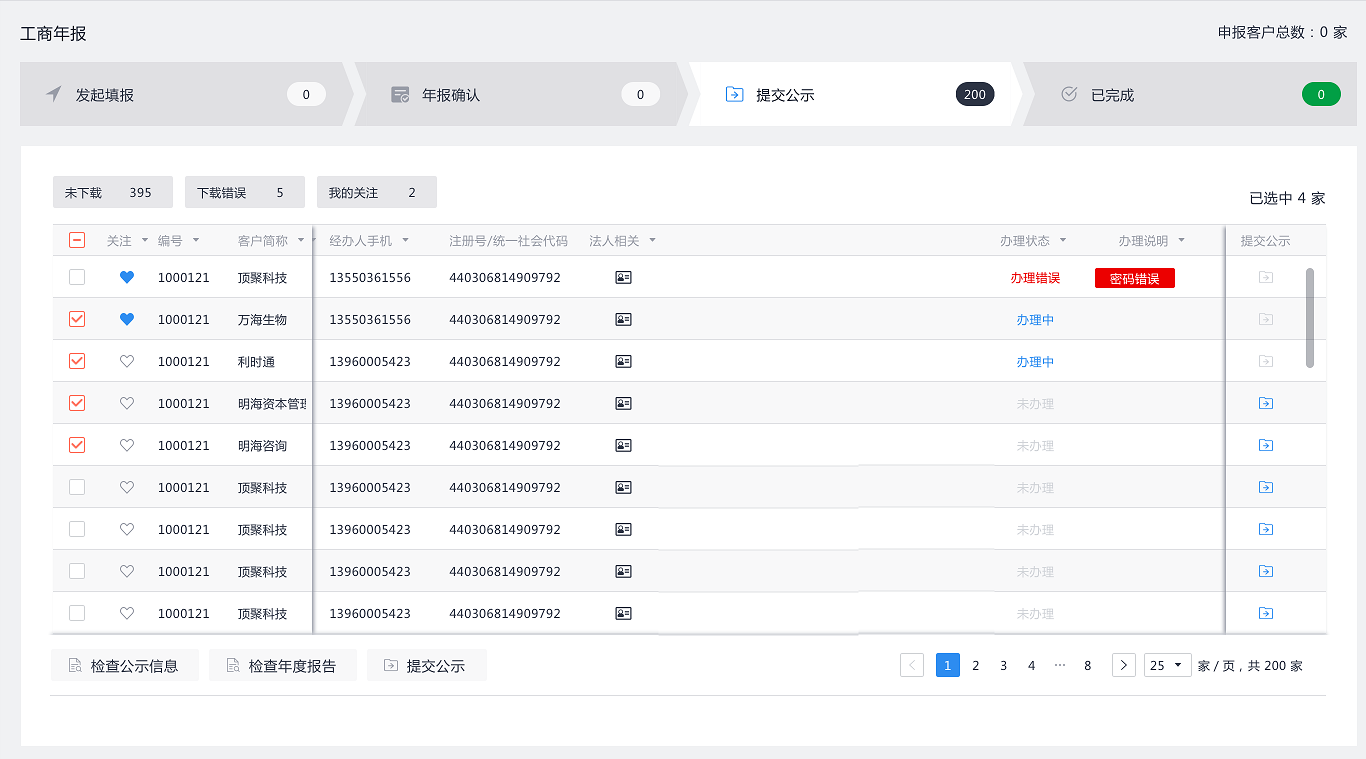 工商年报
申报客户总数：0 家
发起填报 0 年报确认 0 提交公示 200 已完成 0
未下载 395 下载错误 5 我的关注 2
已选中 4 家
关注 编号 客户简称 经办人手机 注册号/统一社会代码 法人相关 办理状态 办理说明 提交公示
1000121 顶聚科技 13550361556 440306814909792 办理错误 密码错误
1000121 万海生物 13550361556 440306814909792 办理中
1000121 利时通 13960005423 440306814909792 办理中
1000121 明海资本管理 13960005423 440306814909792 未办理
1000121 明海咨询 13960005423 440306814909792 未办理
1000121 顶聚科技 13960005423 440306814909792 未办理
1000121 顶聚科技 13960005423 440306814909792 未办理
1000121 顶聚科技 13960005423 440306814909792 未办理
1000121 顶聚科技 13960005423 440306814909792 未办理
检查公示信息 检查年度报告 提交公示 < 1 2 3 4 ··· 8 > 25 家 / 页，共 200 家